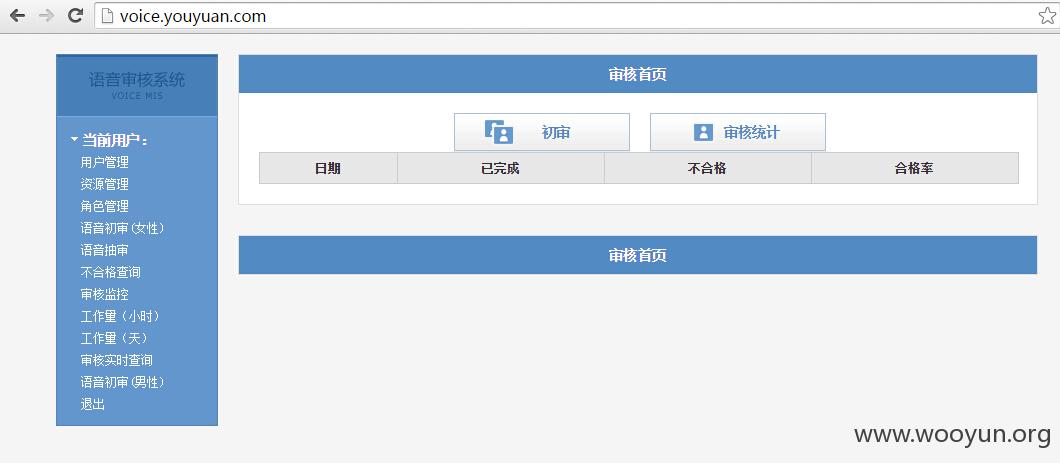 voice.youyuan.com
语音审核系统
VOICE MIS
当前用户：
用户管理
资源管理
角色管理
语音初审(女性)
语音抽审
不合格查询
审核监控
工作量（小时）
工作量（天）
审核实时查询
语音初审(男性)
退出
审核首页
初审 审核统计
日期 已完成 不合格 合格率
审核首页
www.wooyun.org